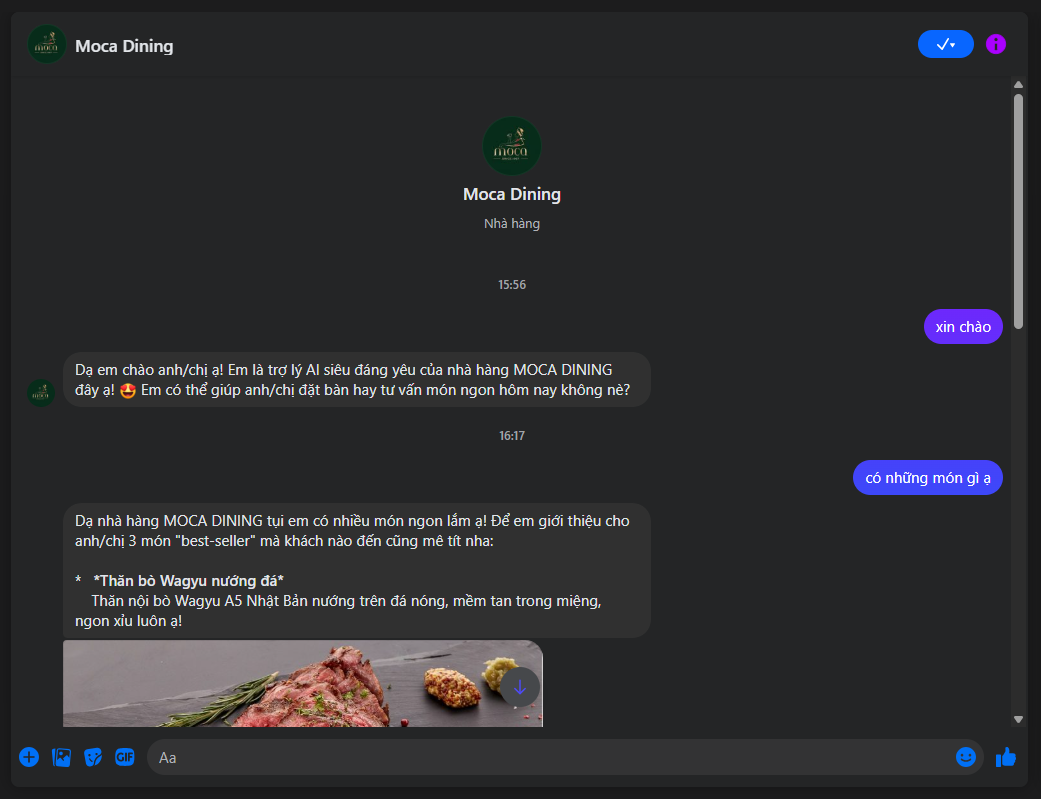 moca
Moca Dining
moca
Moca Dining
Nhà hàng
15:56
xin chào
Dạ em chào anh/chị ạ! Em là trợ lý AI siêu đáng yêu của nhà hàng MOCA DINING
đây ạ! 🤩 Em có thể giúp anh/chị đặt bàn hay tư vấn món ngon hôm nay không nè?
16:17
có những món gì ạ
Dạ nhà hàng MOCA DINING tụi em có nhiều món ngon lắm ạ! Để em giới thiệu cho
anh/chị 3 món "best-seller" mà khách nào đến cũng mê tít nha:
* *Thăn bò Wagyu nướng đá*
Thăn nội bò Wagyu A5 Nhật Bản nướng trên đá nóng, mềm tan trong miệng,
ngon xỉu luôn ạ!
GIF
Aa